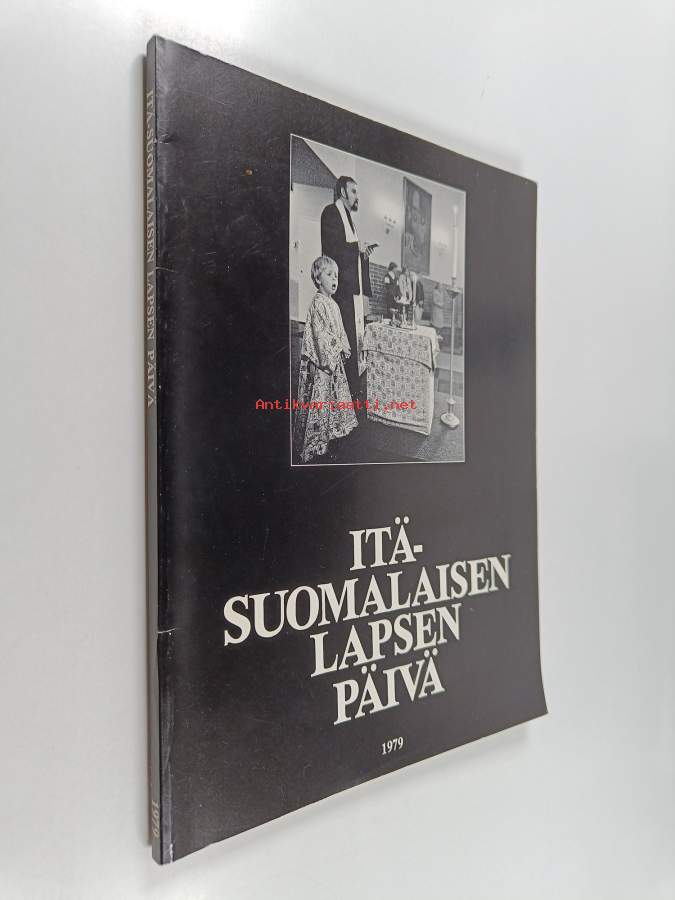 ITÄ-SUOMALAISEN LAPSEN PÄIVÄ
1979
Antikvariaatti.net
ITÄ-
SUOMALAISEN
LAPSEN
PÄIVÄ
1979